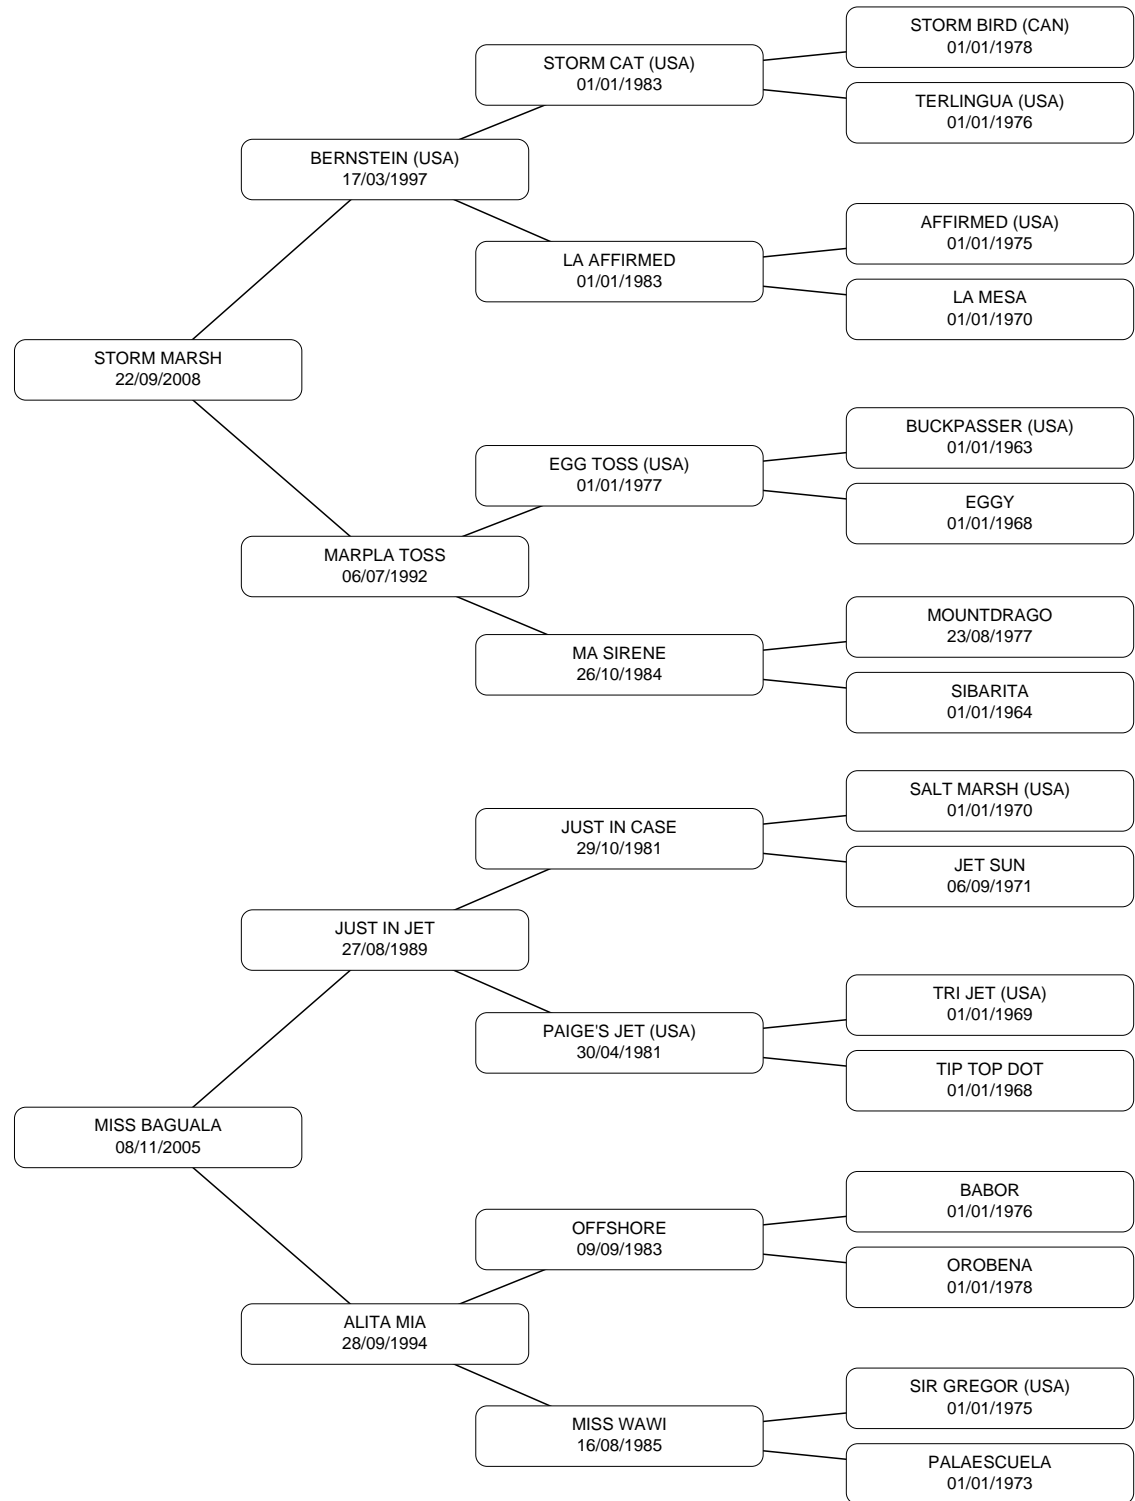 STORM BIRD (CAN)
01/01/1978
STORM CAT (USA)
01/01/1983
TERLINGUA (USA)
01/01/1976
BERNSTEIN (USA)
17/03/1997
AFFIRMED (USA)
01/01/1975
LA AFFIRMED
01/01/1983
LA MESA
01/01/1970
STORM MARSH
22/09/2008
BUCKPASSER (USA)
01/01/1963
EGG TOSS (USA)
01/01/1977
EGGY
01/01/1968
MARPLA TOSS
06/07/1992
MOUNTDRAGO
23/08/1977
MA SIRENE
26/10/1984
SIBARITA
01/01/1964
SALT MARSH (USA)
01/01/1970
JUST IN CASE
29/10/1981
JET SUN
06/09/1971
JUST IN JET
27/08/1989
TRI JET (USA)
01/01/1969
PAIGE'S JET (USA)
30/04/1981
TIP TOP DOT
01/01/1968
MISS BAGUALA
08/11/2005
BABOR
01/01/1976
OFFSHORE
09/09/1983
OROBENA
01/01/1978
ALITA MIA
28/09/1994
SIR GREGOR (USA)
01/01/1975
MISS WAWI
16/08/1985
PALAESCUELA
01/01/1973